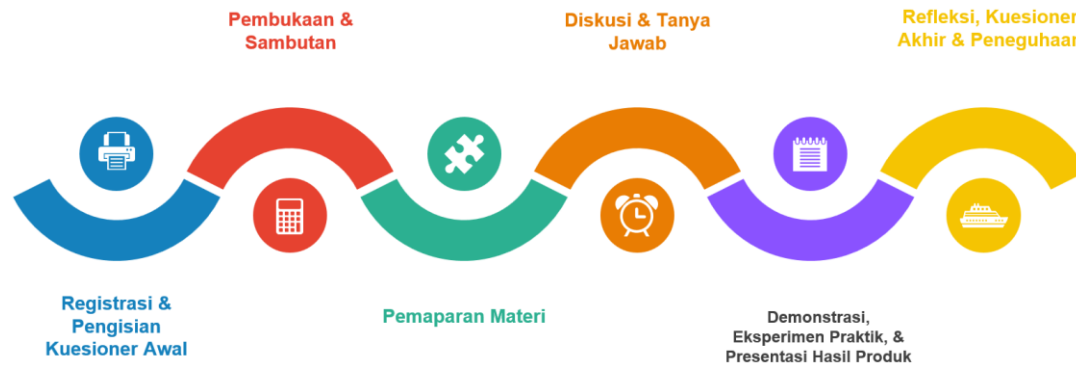 Registrasi &
Pengisian
Kuesioner Awal
Pembukaan &
Sambutan
Pemaparan Materi
Diskusi & Tanya
Jawab
Demonstrasi,
Eksperimen Praktik, &
Presentasi Hasil Produk
Refleksi, Kuesioner
Akhir & Peneguhaan